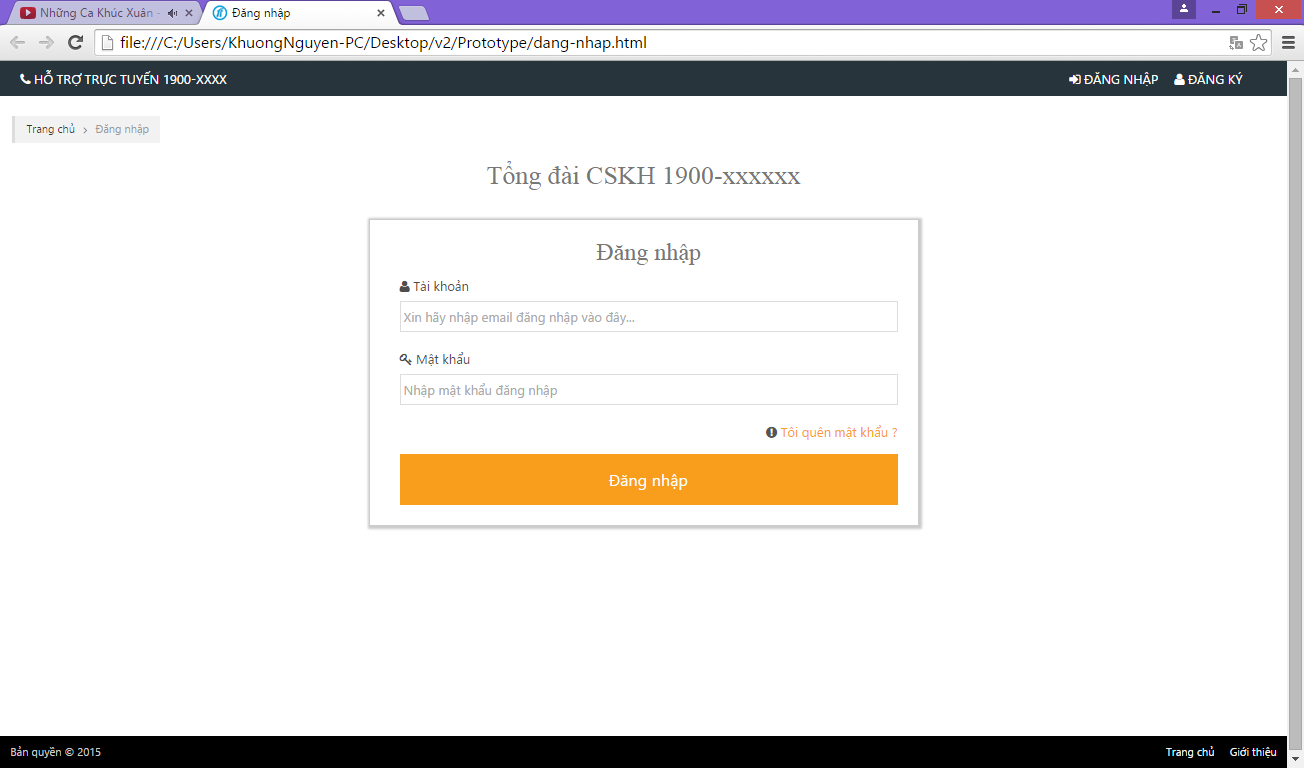 Những Ca Khúc Xuân -
Đăng nhập
file:///C:/Users/KhuongNguyen-PC/Desktop/v2/Prototype/dang-nhap.html
HỖ TRỢ TRỰC TUYẾN 1900-XXXX
ĐĂNG NHẬP
ĐĂNG KÝ
Trang chủ > Đăng nhập
Tổng đài CSKH 1900-xxxxxx
Đăng nhập
Tài khoản
Xin hãy nhập email đăng nhập vào đây...
Mật khẩu
Nhập mật khẩu đăng nhập
Tôi quên mật khẩu ?
Đăng nhập
Bản quyền © 2015
Trang chủ
Giới thiệu